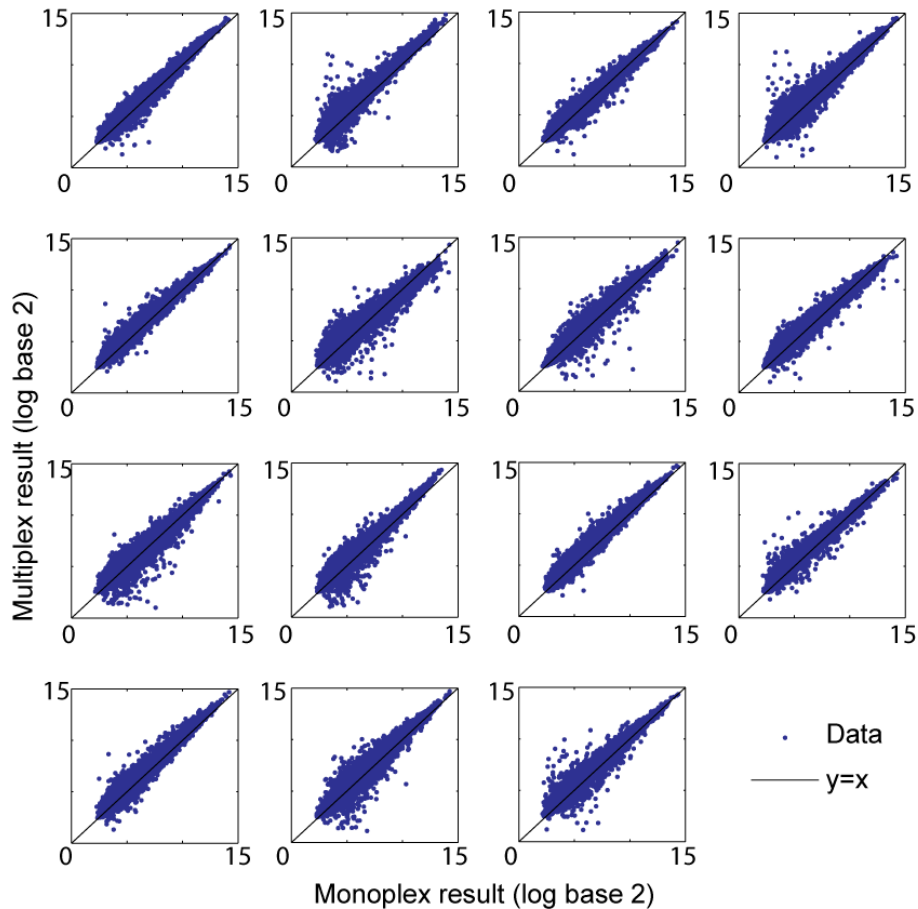 15 15 15 15
0 15 0 15 0 15 0 15
15 15 15 15
0 15 0 15 0 15 0 15
15 15 15 15
0 15 0 15 0 15 0 15
15 15 15
0 15 0 15 0 15
Multiplex result (log base 2)
Monoplex result (log base 2)
Data
y=x